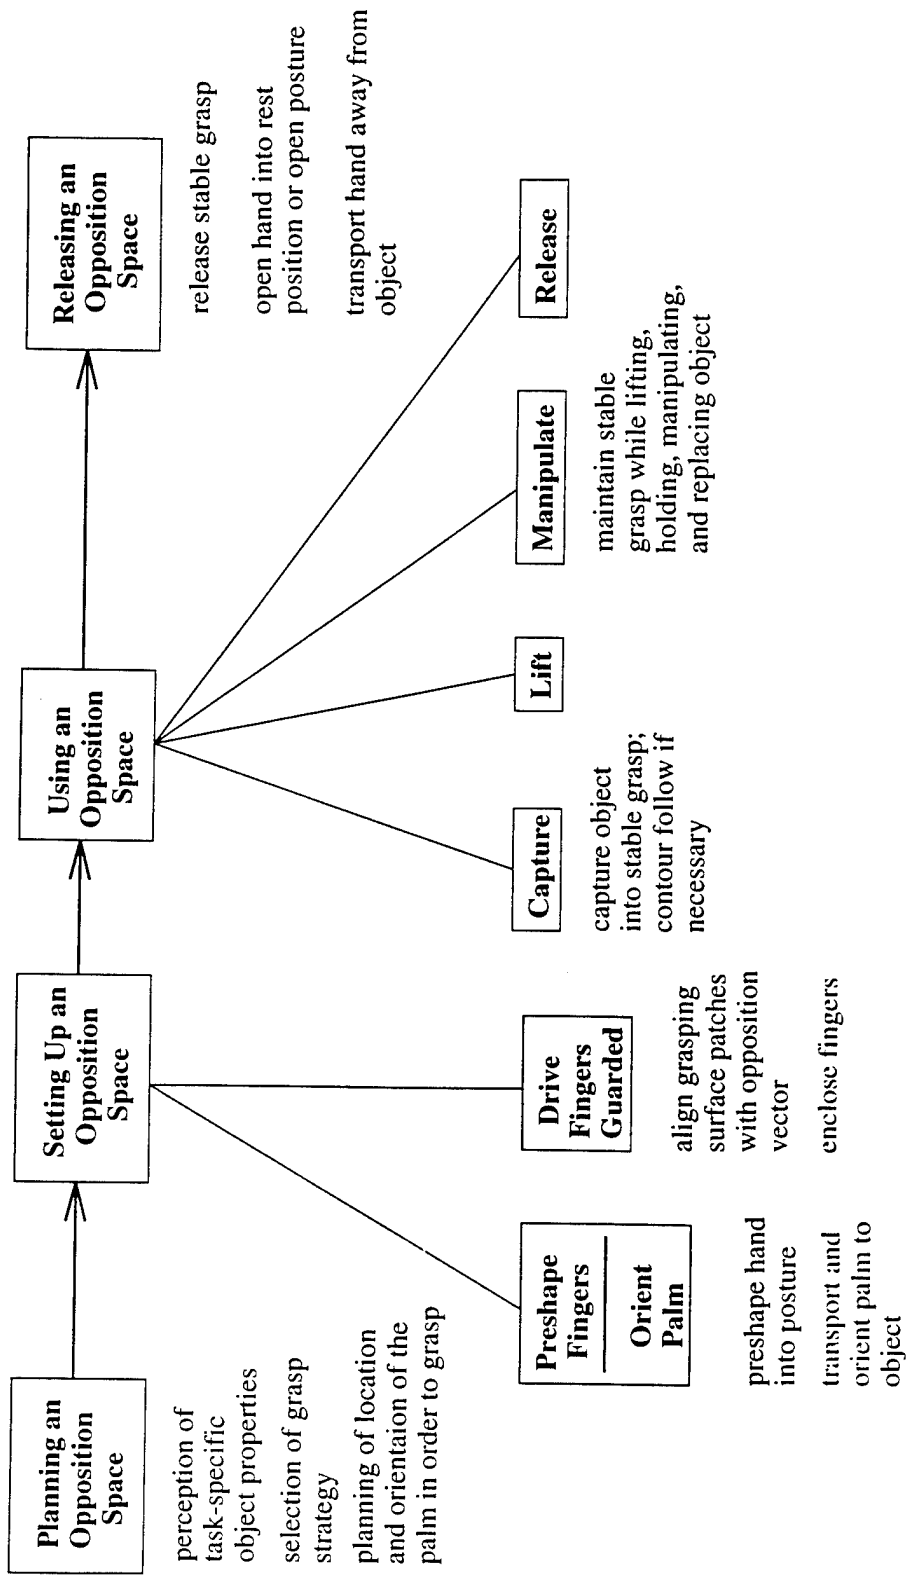 Planning an
Opposition
Space
perception of
task-specific
object properties
selection of grasp
strategy
planning of location
and orientaion of the
palm in order to grasp
Setting Up an
Opposition
Space
Preshape
Fingers
Orient
Palm
preshape hand
into posture
transport and
orient palm to
object
Drive
Fingers
Guarded
align grasping
surface patches
with opposition
vector
enclose fingers
Using an
Opposition
Space
Capture
capture object
into stable grasp;
contour follow if
necessary
Lift
Manipulate
maintain stable
grasp while lifting,
holding, manipulating,
and replacing object
Release
Releasing an
Opposition
Space
release stable grasp
open hand into rest
position or open posture
transport hand away from
object